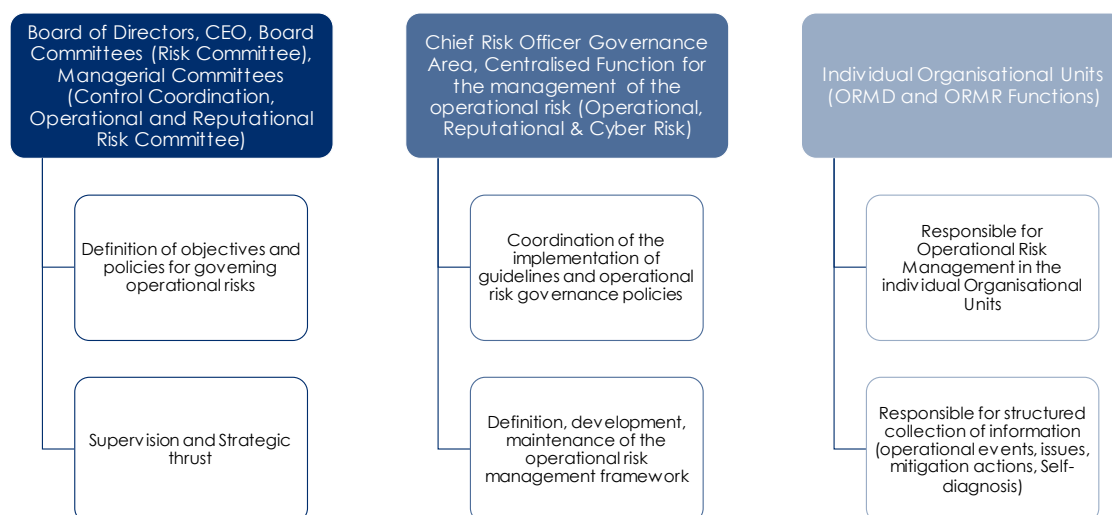 Board of Directors, CEO, Board
Committees (Risk Committee),
Managerial Committees
(Control Coordination,
Operational and Reputational
Risk Committee)
Definition of objectives and
policies for governing
operational risks
Supervision and Strategic
thrust
Chief Risk Officer Governance
Area, Centralised Function for
the management of the
operational risk (Operational,
Reputational & Cyber Risk)
Coordination of the
implementation of
guidelines and operational
risk governance policies
Definition, development,
maintenance of the
operational risk
management framework
Individual Organisational Units
(ORMD and ORMR Functions)
Responsible for
Operational Risk
Management in the
individual Organisational
Units
Responsible for structured
collection of information
(operational events, issues,
mitigation actions, Self-
diagnosis)